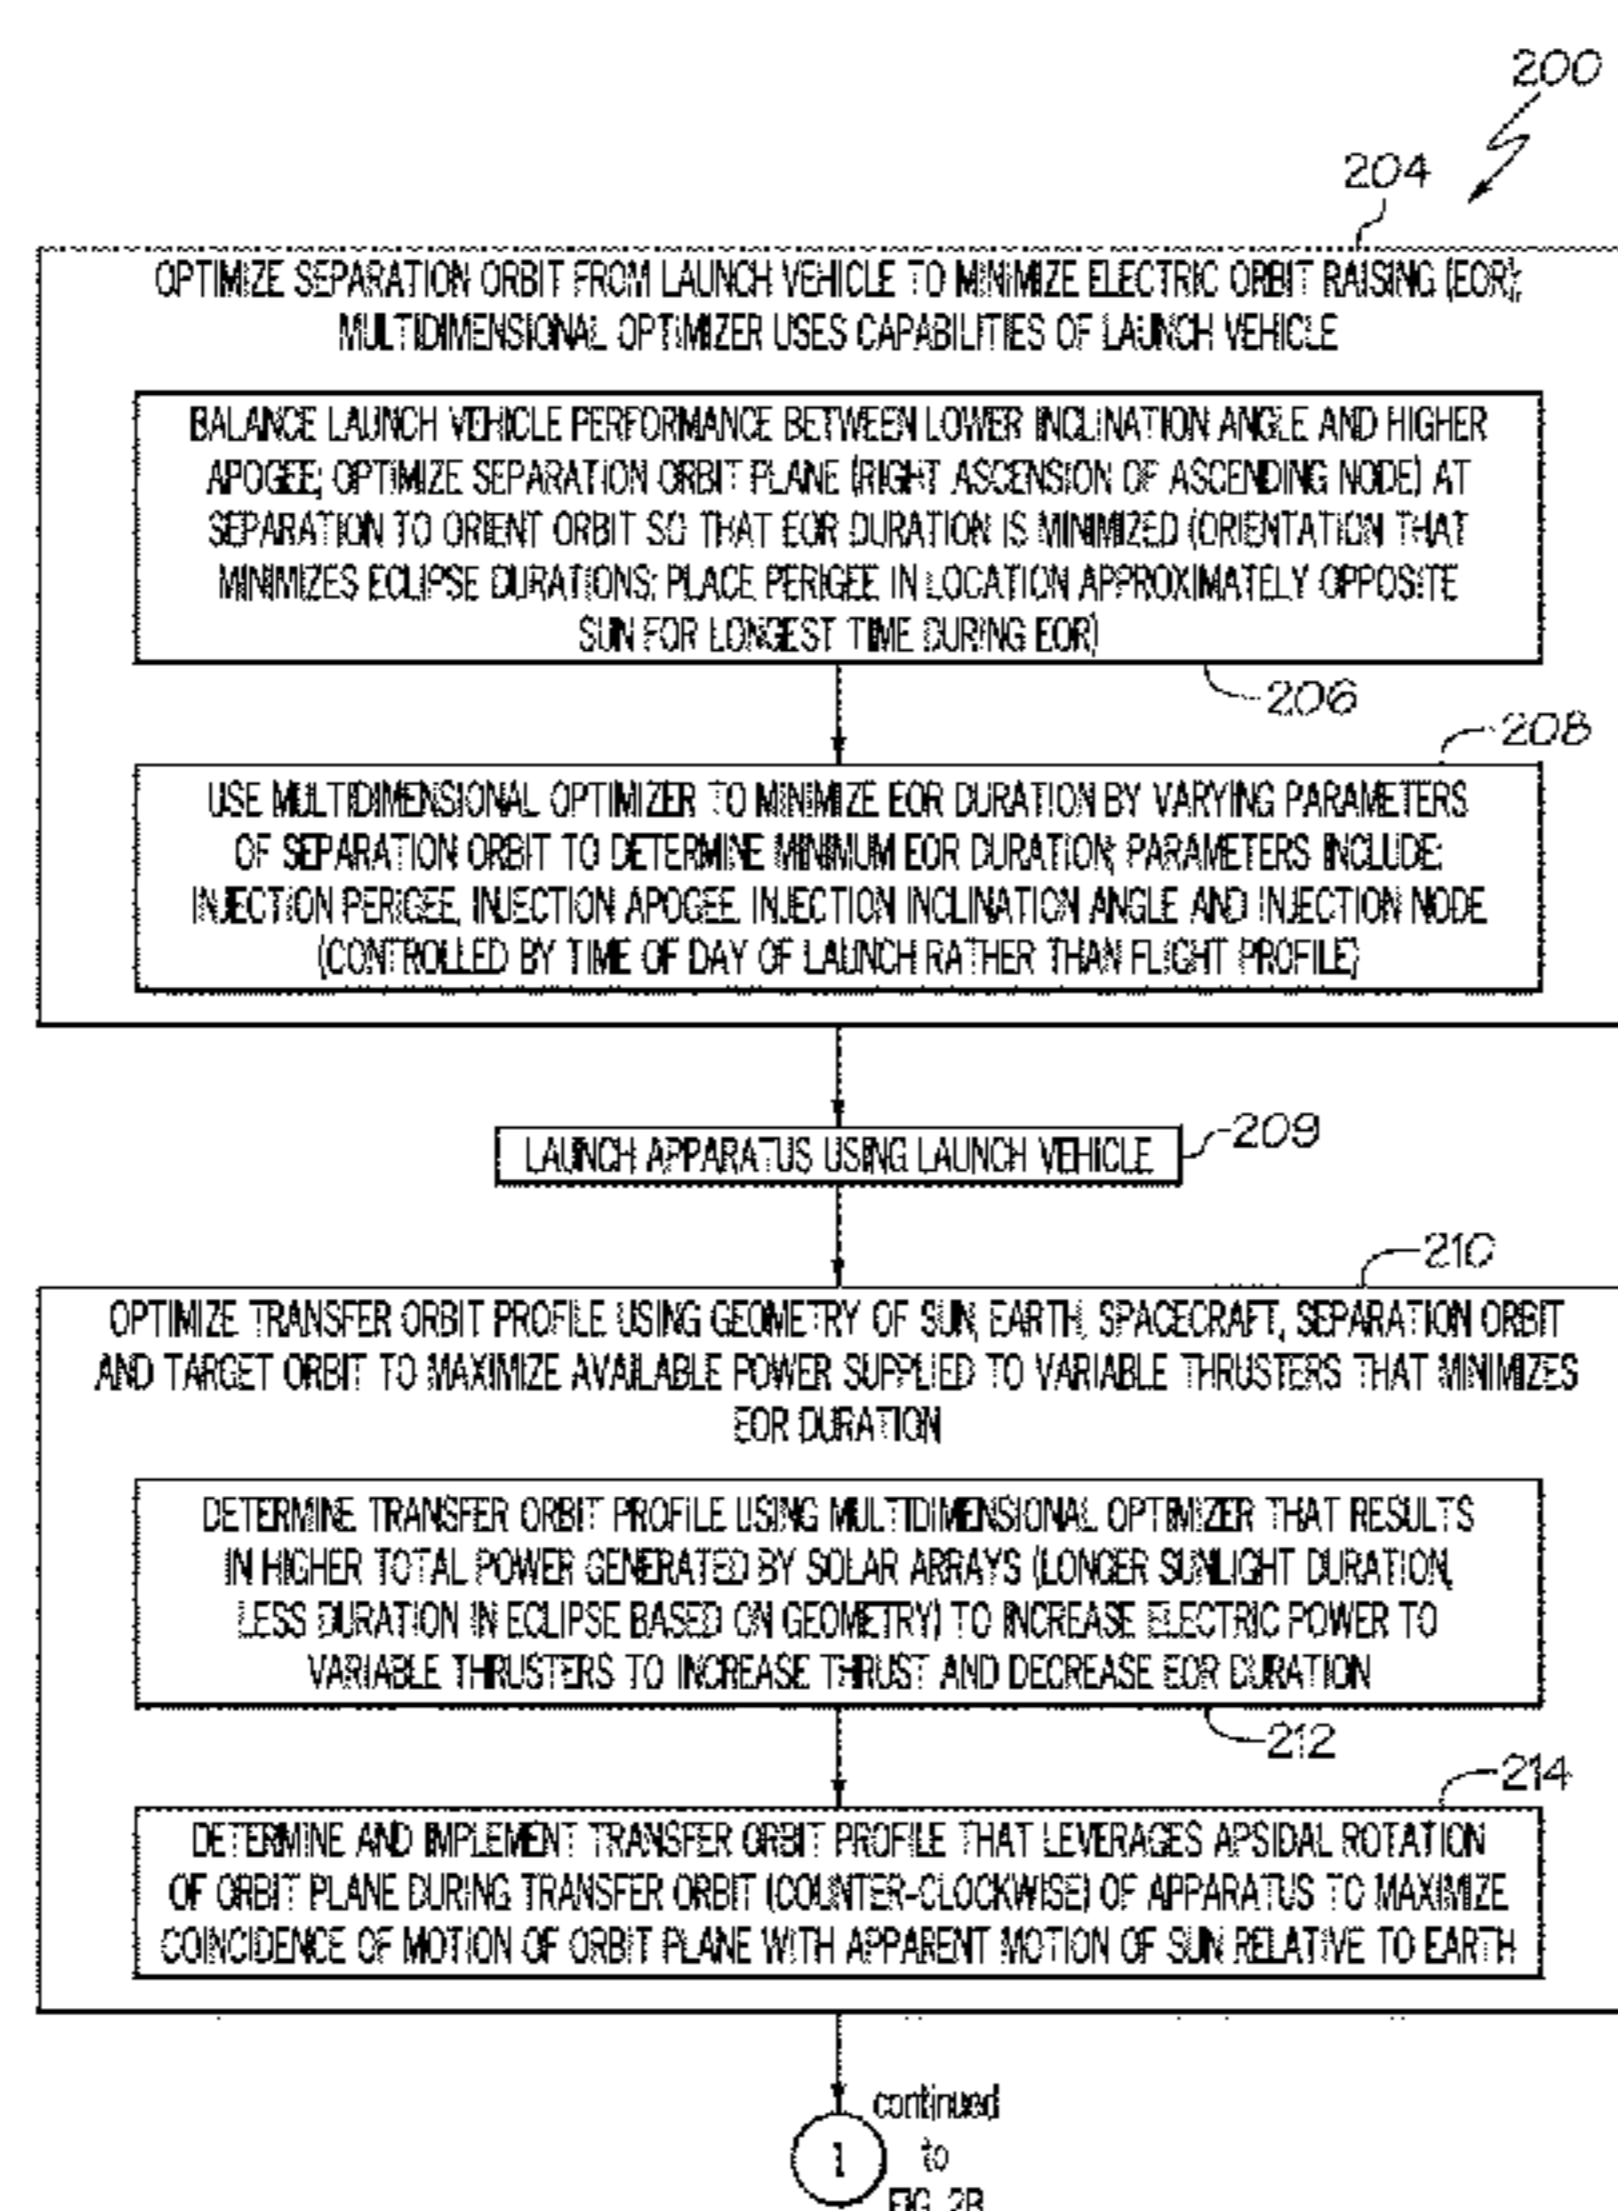 200
204
OPTIMIZE SEPARATION ORBIT FROM LAUNCH VEHICLE TO MINIMIZE ELECTRIC ORBIT RAISING (EOR);
MULTIDIMENSIONAL OPTIMIZER USES CAPABILITIES OF LAUNCH VEHICLE
BALANCE LAUNCH VEHICLE PERFORMANCE BETWEEN LOWER INCLINATION ANGLE AND HIGHER
APOGEE; OPTIMIZE SEPARATION ORBIT PLANE (RIGHT ASCENSION OF ASCENDING NODE) AT
SEPARATION TO ORIENT ORBIT SO THAT EOR DURATION IS MINIMIZED (ORIENTATION THAT
MINIMIZES ECLIPSE DURATIONS; PLACE PERIGEE IN LOCATION APPROXIMATELY OPPOSITE
SUN FOR LONGEST TIME DURING EOR)
206
208
USE MULTIDIMENSIONAL OPTIMIZER TO MINIMIZE EOR DURATION BY VARYING PARAMETERS
OF SEPARATION ORBIT TO DETERMINE MINIMUM EOR DURATION; PARAMETERS INCLUDE:
INJECTION PERIGEE, INJECTION APOGEE, INJECTION INCLINATION ANGLE AND INJECTION NODE
(CONTROLLED BY TIME OF DAY OF LAUNCH RATHER THAN FLIGHT PROFILE)
LAUNCH APPARATUS USING LAUNCH VEHICLE
209
210
OPTIMIZE TRANSFER ORBIT PROFILE USING GEOMETRY OF SUN, EARTH, SPACECRAFT, SEPARATION ORBIT
AND TARGET ORBIT TO MAXIMIZE AVAILABLE POWER SUPPLIED TO VARIABLE THRUSTERS THAT MINIMIZES
EOR DURATION
DETERMINE TRANSFER ORBIT PROFILE USING MULTIDIMENSIONAL OPTIMIZER THAT RESULTS
IN HIGHER TOTAL POWER GENERATED BY SOLAR ARRAYS (LONGER SUNLIGHT DURATION,
LESS DURATION IN ECLIPSE BASED ON GEOMETRY) TO INCREASE ELECTRIC POWER TO
VARIABLE THRUSTERS TO INCREASE THRUST AND DECREASE EOR DURATION
212
214
DETERMINE AND IMPLEMENT TRANSFER ORBIT PROFILE THAT LEVERAGES APSIDAL ROTATION
OF ORBIT PLANE DURING TRANSFER ORBIT (COUNTER-CLOCKWISE) OF APPARATUS TO MAXIMIZE
COINCIDENCE OF MOTION OF ORBIT PLANE WITH APPARENT MOTION OF SUN RELATIVE TO EARTH
continued
1 to
FIG. 2B